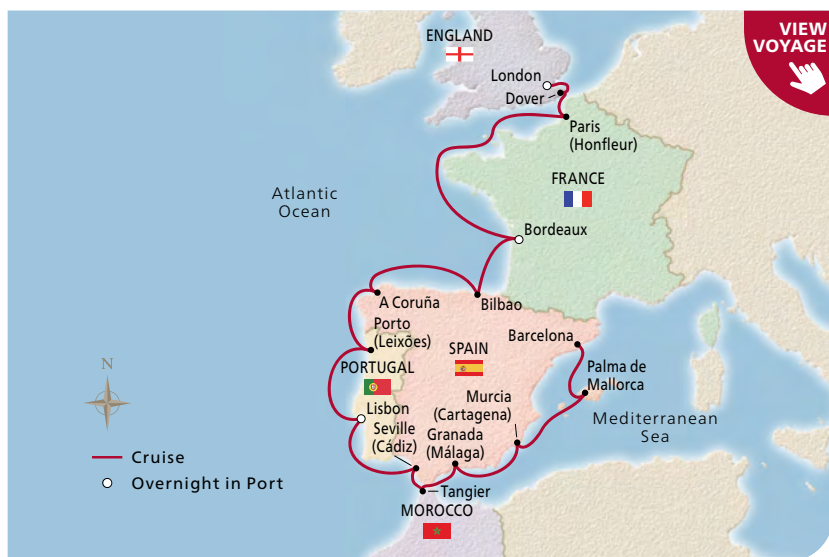 VIEW
VOYAGE
ENGLAND
London
Dover
Paris
(Honfleur)
FRANCE
Atlantic
Ocean
Bordeaux
A Coruña
Bilbao
Porto
(Leixões)
Barcelona
SPAIN
N
PORTUGAL
Palma de
Mallorca
Murcia
(Cartagena)
Mediterranean
Sea
Lisbon
Seville
(Cádiz)
Granada
(Málaga)
Cruise
Overnight in Port
Tangier
MOROCCO